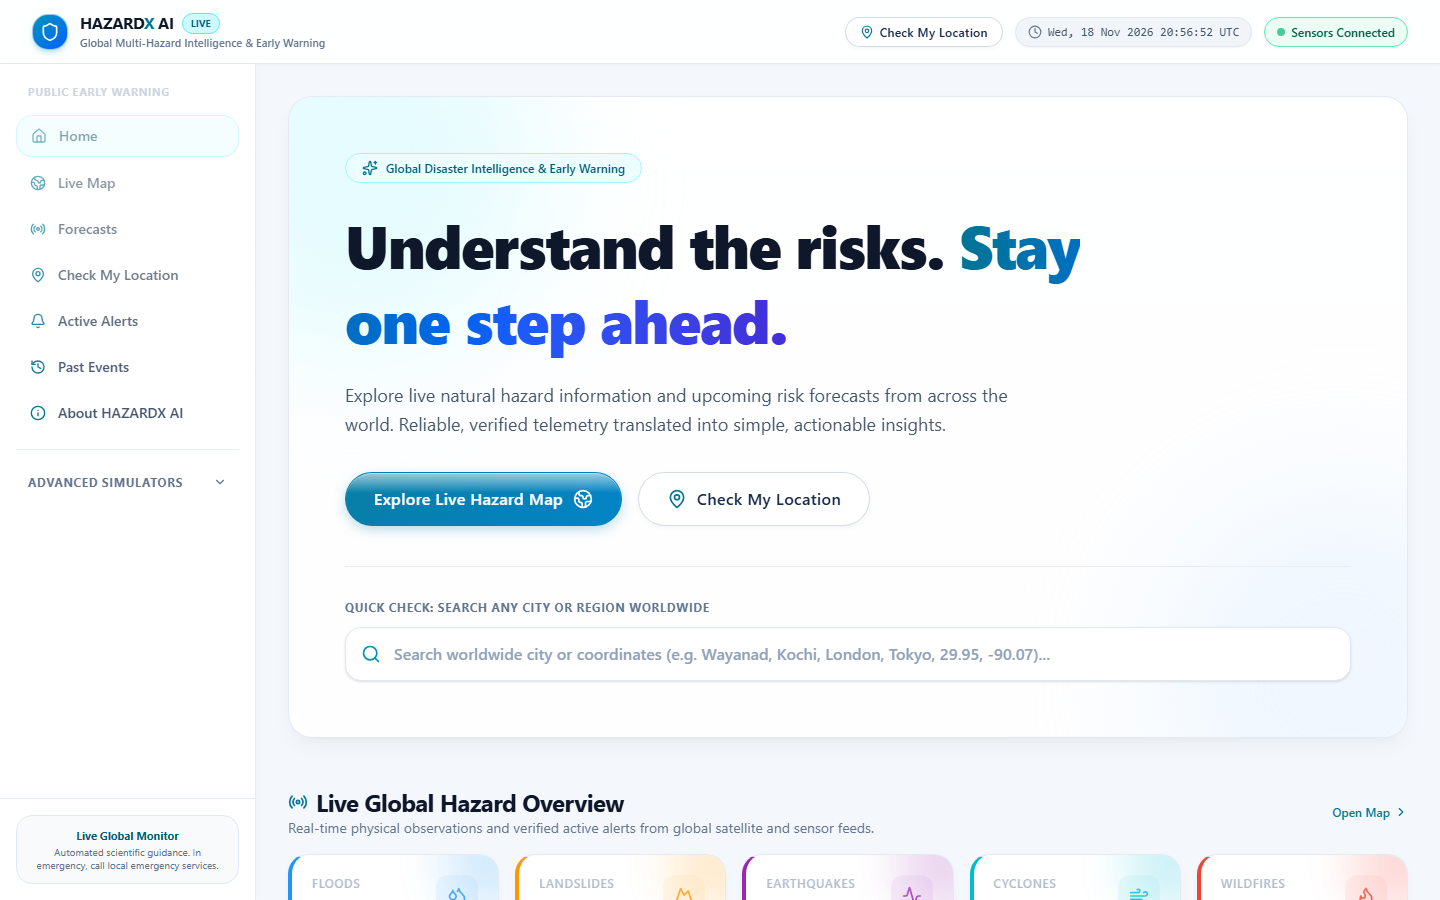 HAZARDX AI LIVE
Global Multi-Hazard Intelligence & Early Warning
Check My Location
Wed, 18 Nov 2026 20:56:52 UTC
Sensors Connected
PUBLIC EARLY WARNING
Home
Live Map
Forecasts
Check My Location
Active Alerts
Past Events
About HAZARDX AI
ADVANCED SIMULATORS
Live Global Monitor
Automated scientific guidance. In
emergency, call local emergency services.
Global Disaster Intelligence & Early Warning
Understand the risks. Stay
one step ahead.
Explore live natural hazard information and upcoming risk forecasts from across the
world. Reliable, verified telemetry translated into simple, actionable insights.
Explore Live Hazard Map
Check My Location
QUICK CHECK: SEARCH ANY CITY OR REGION WORLDWIDE
Search worldwide city or coordinates (e.g. Wayanad, Kochi, London, Tokyo, 29.95, -90.07)...
Live Global Hazard Overview
Real-time physical observations and verified active alerts from global satellite and sensor feeds.
Open Map
FLOODS
LANDSLIDES
EARTHQUAKES
CYCLONES
WILDFIRES